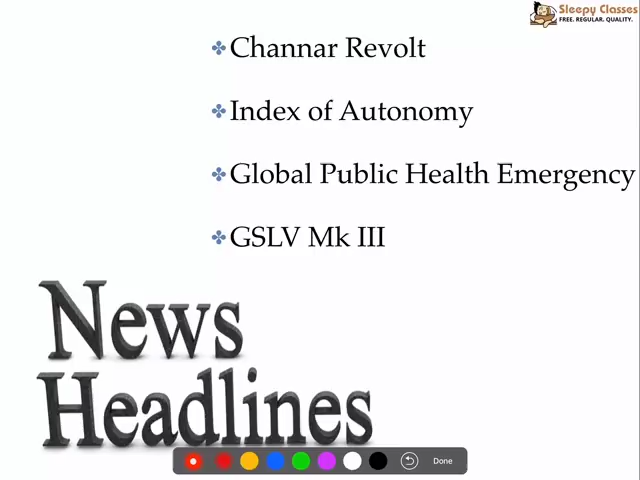 Sleepy Classes
FREE. REGULAR. QUALITY.
Channar Revolt
Index of Autonomy
Global Public Health Emergency
GSLV Mk III
News
Headlines
Done